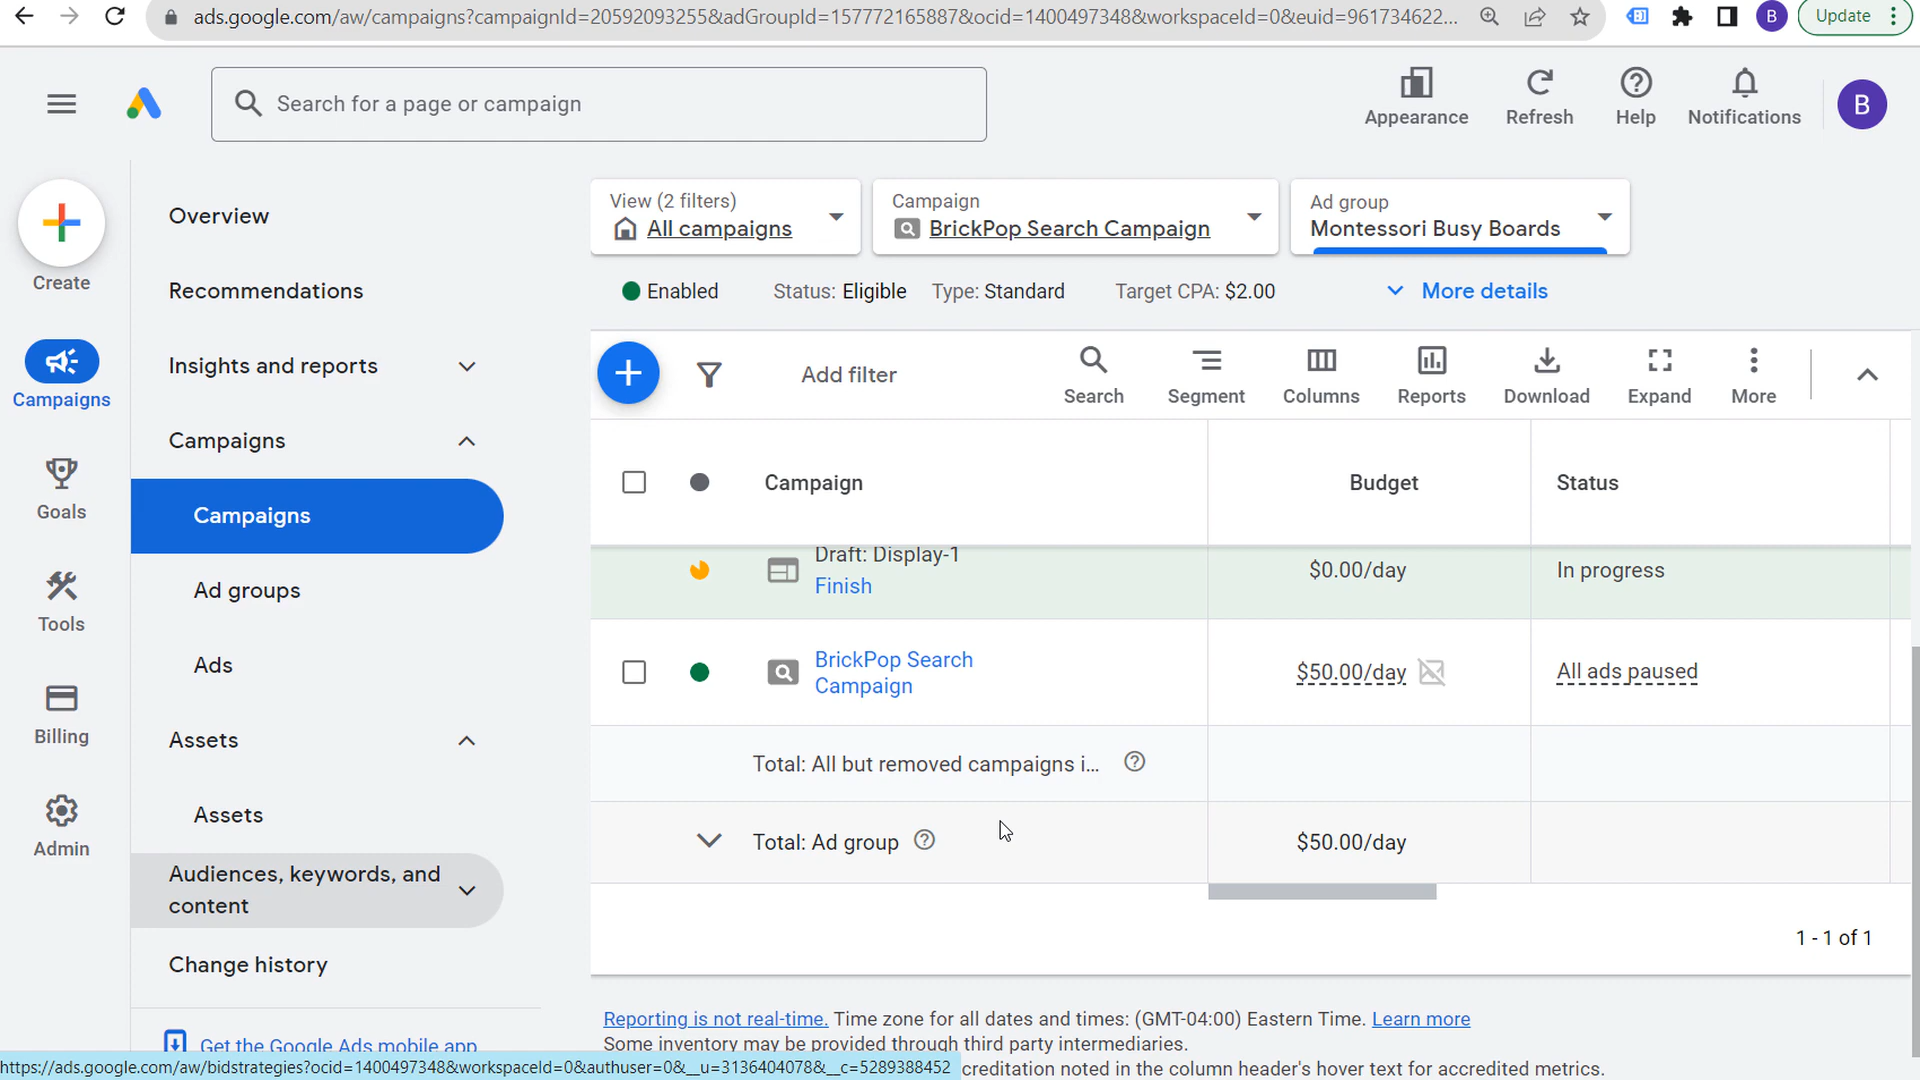 ads.google.com/aw/campaigns?campaignId=20592093255&adGroupId=157772165887&ocid=1400497348&workspaceId=0&euid=961734622...
B
Update
Search for a page or campaign
Appearance
Refresh
Help
Notifications
B
Create
Campaigns
Goals
Tools
Billing
Admin
Overview
Recommendations
Insights and reports
Campaigns
Campaigns
Ad groups
Ads
Assets
Assets
Audiences, keywords, and
content
Change history
Get the Google Ads mobile app
View (2 filters)
All campaigns
Campaign
BrickPop Search Campaign
Ad group
Montessori Busy Boards
Enabled
Status: Eligible
Type: Standard
Target CPA: $2.00
More details
Add filter
Search
Segment
Columns
Reports
Download
Expand
More
Campaign
Budget
Status
Draft: Display-1
Finish
$0.00/day
In progress
BrickPop Search
Campaign
$50.00/day
All ads paused
Total: All but removed campaigns i...
Total: Ad group
$50.00/day
1 - 1 of 1
Reporting is not real-time. Time zone for all dates and times: (GMT-04:00) Eastern Time. Learn more
Some inventory may be provided through third party intermediaries.
creditation noted in the column header's hover text for accredited metrics.
https://ads.google.com/aw/bidstrategies?ocid=1400497348&workspaceId=0&authuser=0&__u=3136404078&__c=5289388452